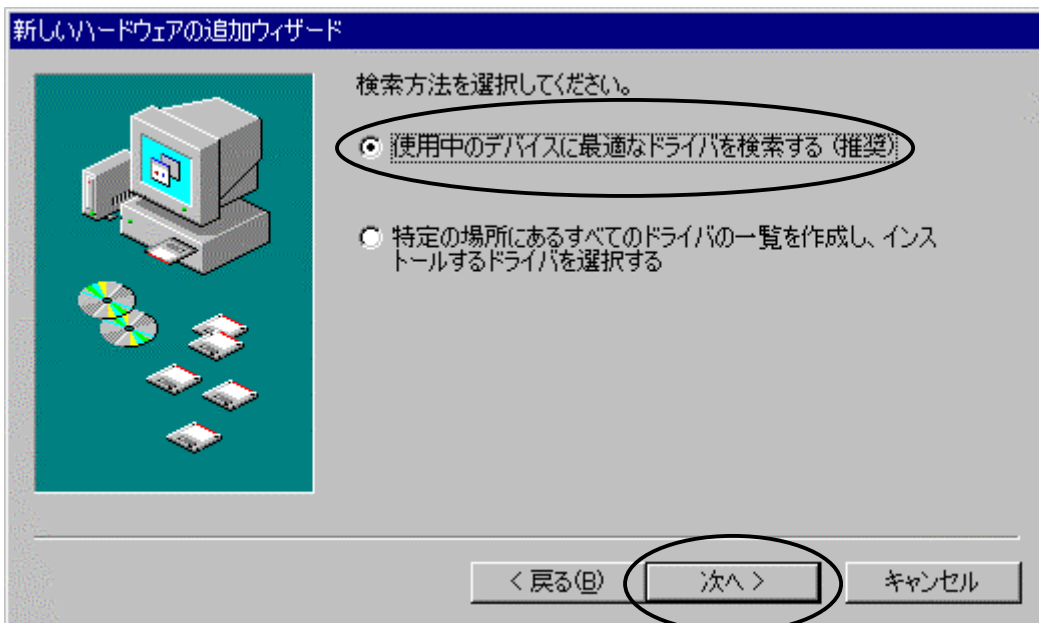 新しいハードウェアの追加ウィザード
検索方法を選択してください。
使用中のデバイスに最適なドライバを検索する（推奨）
特定の場所にあるすべてのドライバの一覧を作成し、インス
トールするドライバを選択する
< 戻る(B)
次へ >
キャンセル